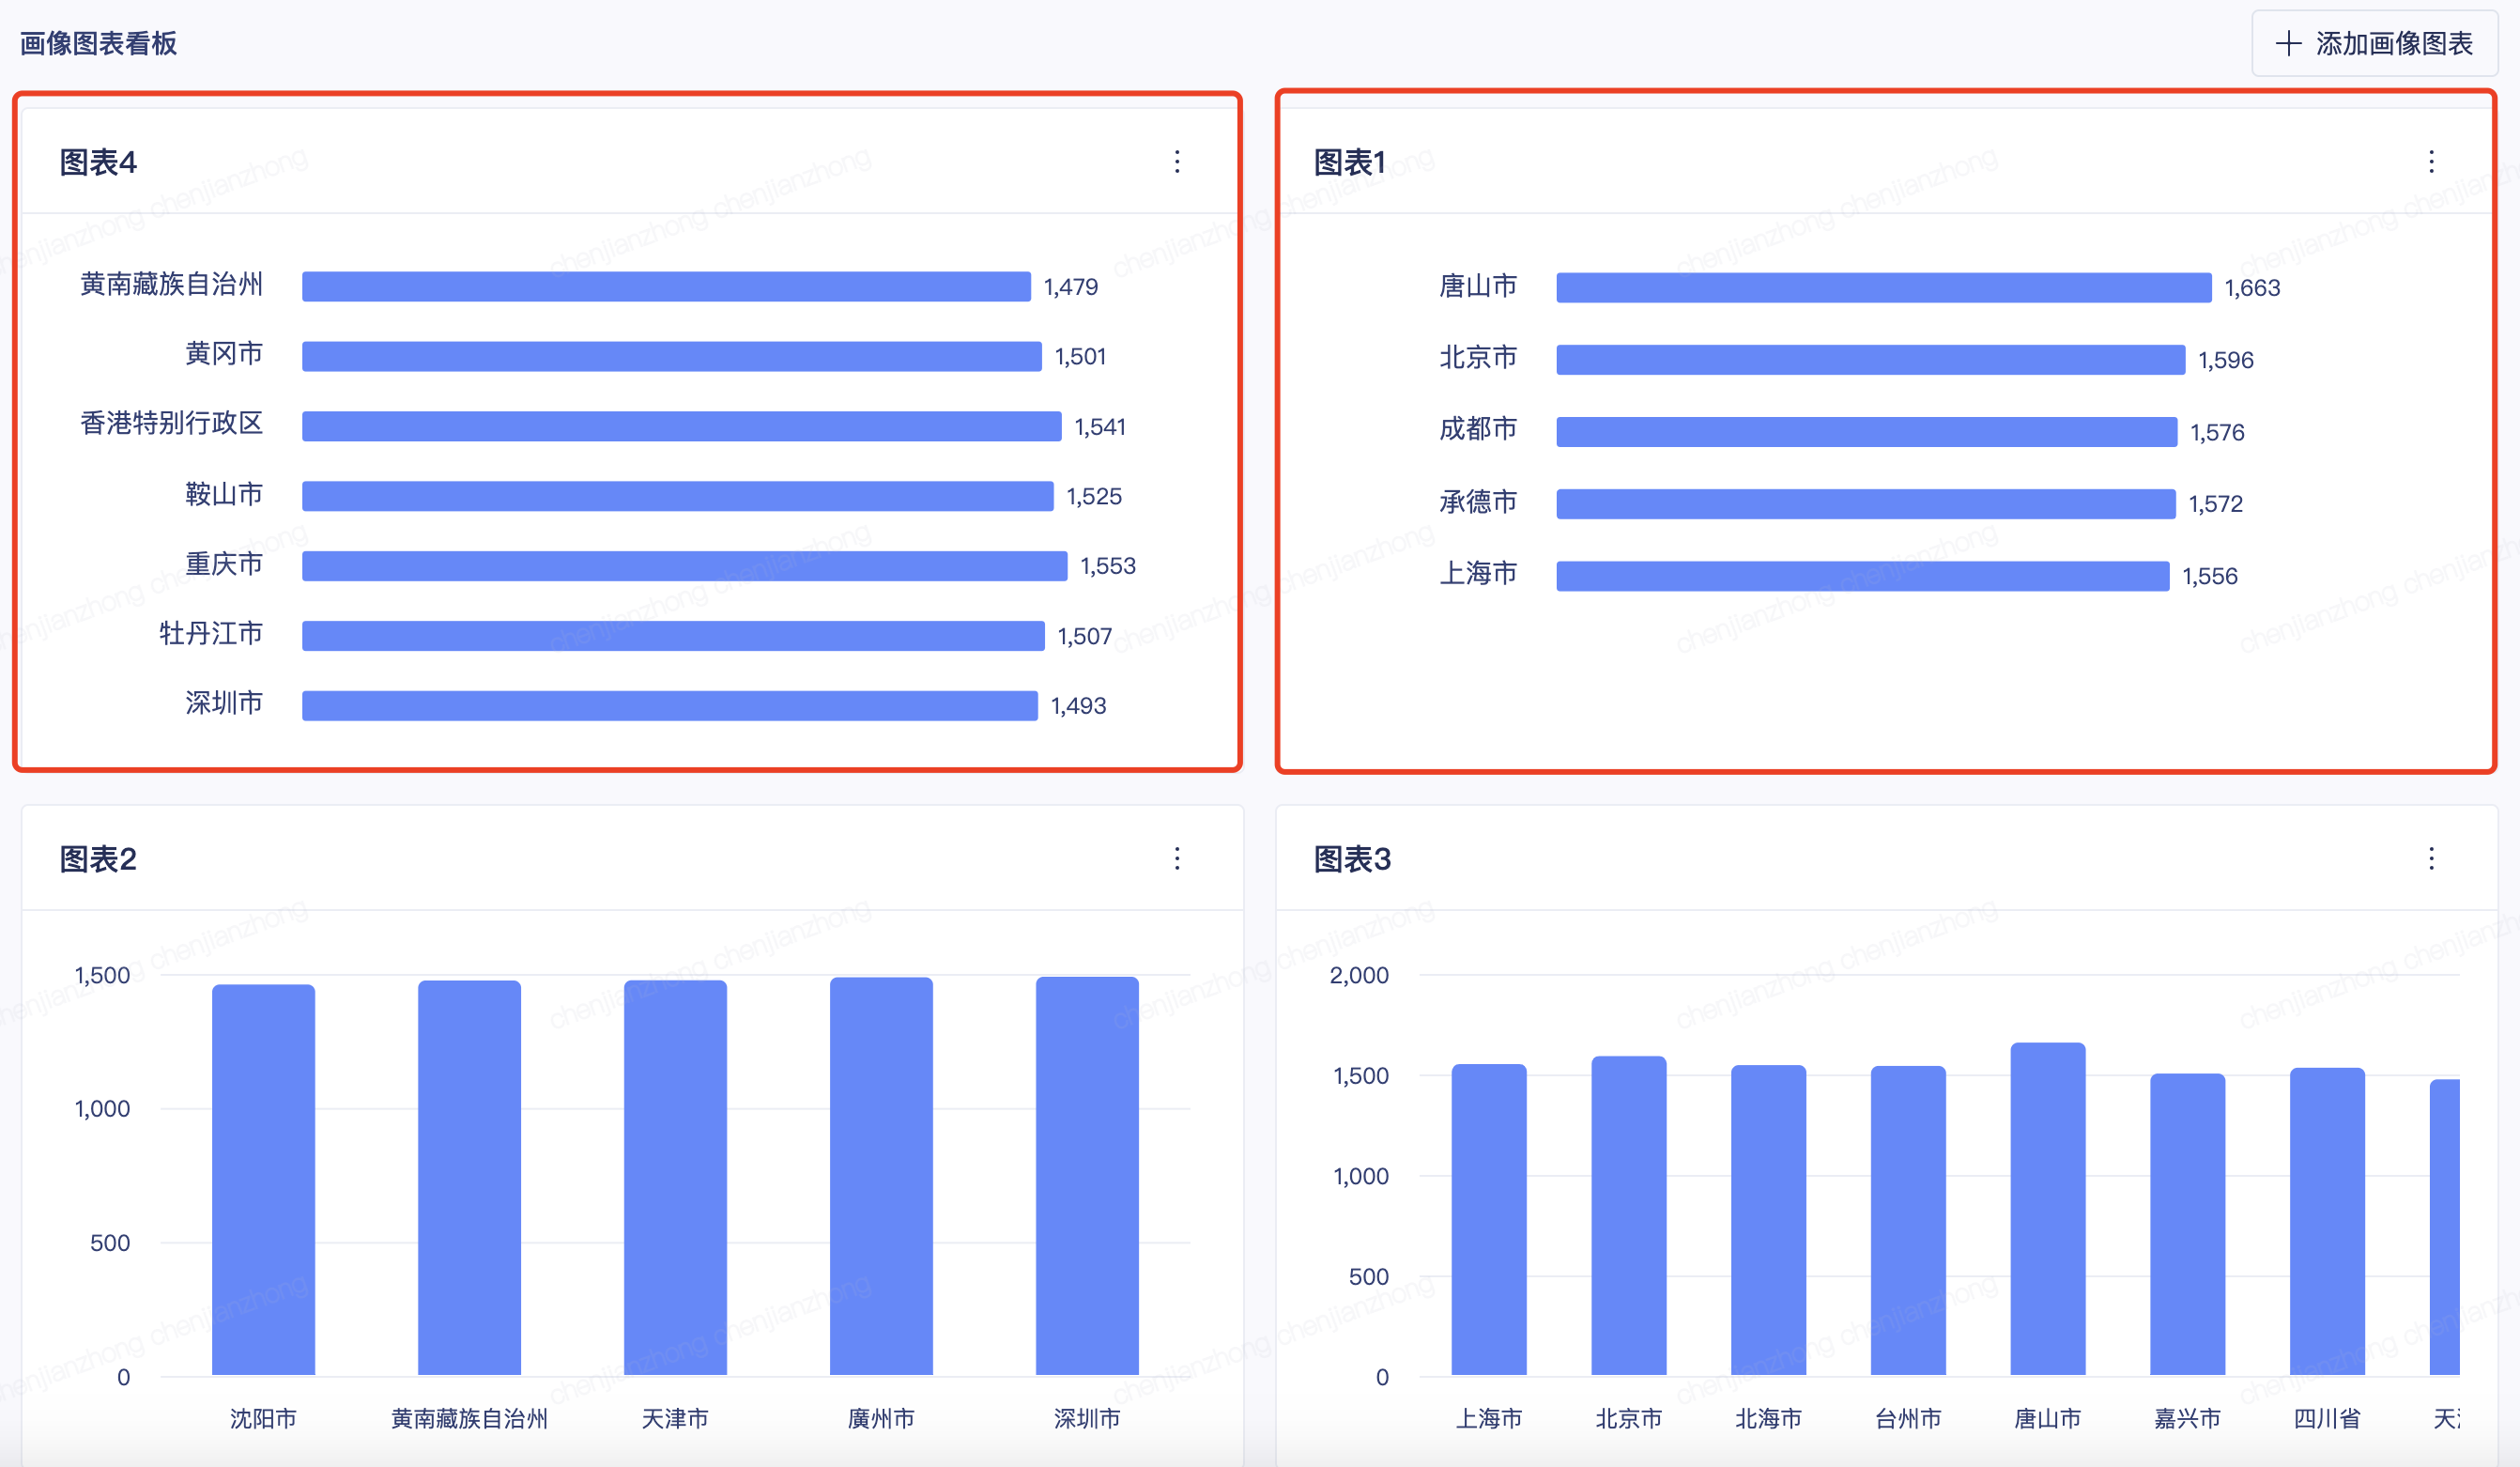 画像图表看板
添加画像图表
图表4
黄南藏族自治州 1,479
黄冈市 1,501
香港特别行政区 1,541
鞍山市 1,525
重庆市 1,553
牡丹江市 1,507
深圳市 1,493
图表1
唐山市 1,663
北京市 1,596
成都市 1,576
承德市 1,572
上海市 1,556
图表2
1,500
1,000
500
0
沈阳市 黄南藏族自治州 天津市 廣州市 深圳市
图表3
2,000
1,500
1,000
500
0
上海市 北京市 北海市 台州市 唐山市 嘉兴市 四川省 天
chenjianzhong chenjianzhong